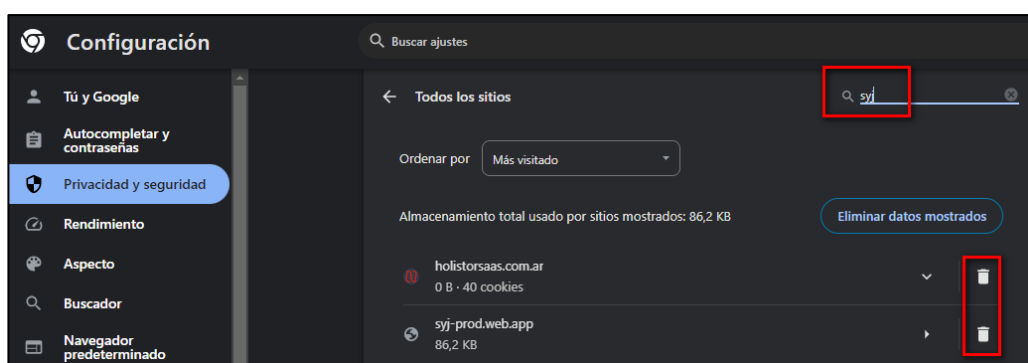 Configuración
Buscar ajustes
Tú y Google
Autocompletar y
contraseñas
Privacidad y seguridad
Rendimiento
Aspecto
Buscador
Navegador
predeterminado
Todos los sitios
syj
Ordenar por
Más visitado
Almacenamiento total usado por sitios mostrados: 86,2 KB
Eliminar datos mostrados
holistorsaas.com.ar
0 B · 40 cookies
syj-prod.web.app
86,2 KB